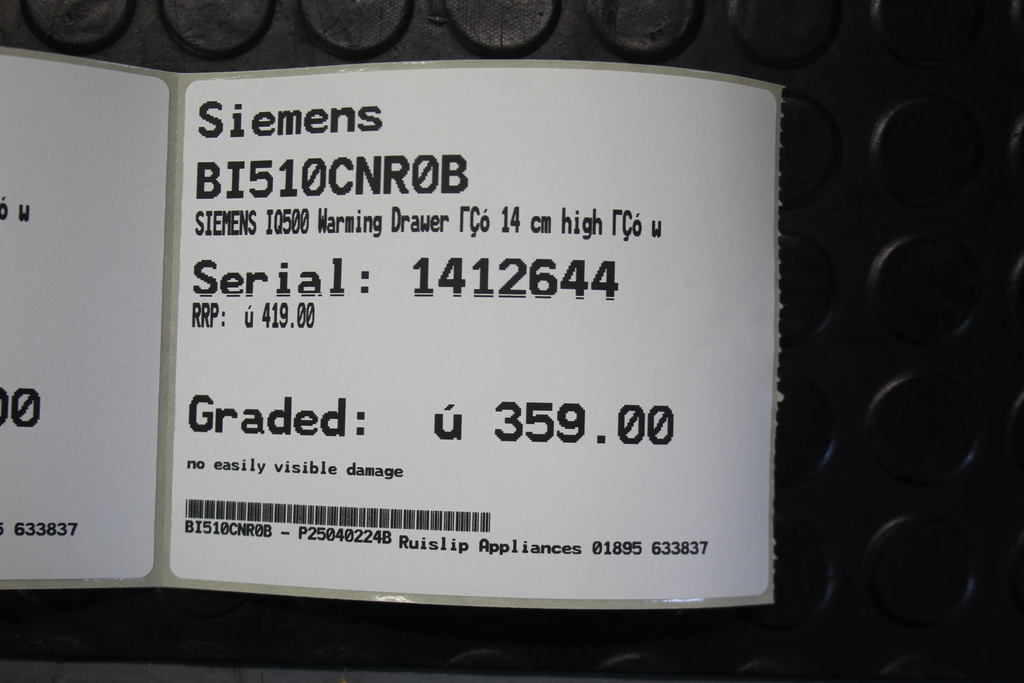 ó w
00
5 633837
Siemens
BI510CNR0B
SIEMENS IQ500 Warming Drawer ΓÇó 14 cm high ΓÇó w
Serial: 1412644
RRP: ú 419.00
Graded: ú 359.00
no easily visible damage
BI510CNR0B - P25040224B Ruislip Appliances 01895 633837